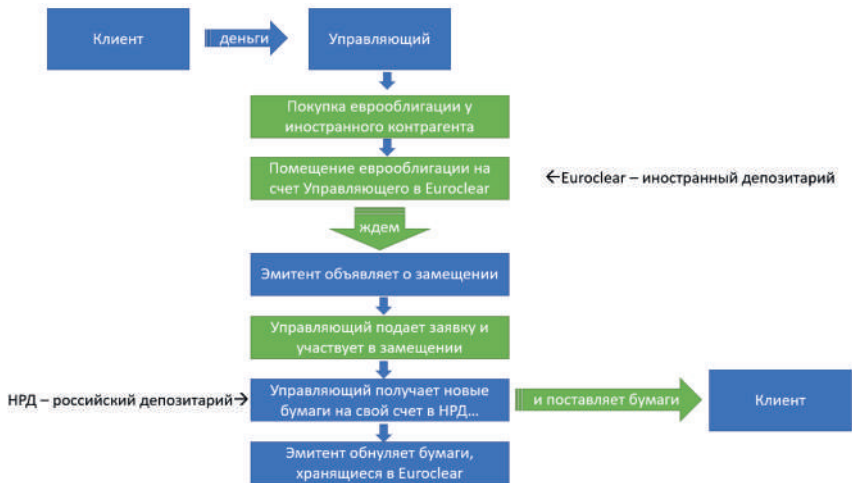 Клиент
деньги
Управляющий
Покупка еврооблигации у
иностранного контрагента
Помещение еврооблигации на
счет Управляющего в Euroclear
←Euroclear – иностранный депозитарий
ждем
Эмитент объявляет о замещении
Управляющий подает заявку и
участвует в замещении
НРД – российский депозитарий→
Управляющий получает новые
бумаги на свой счет в НРД...
и поставляет бумаги
Клиент
Эмитент обнуляет бумаги,
хранящиеся в Euroclear